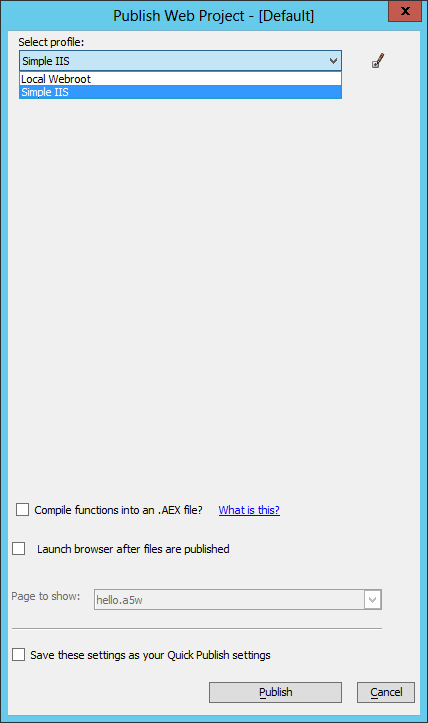 Publish Web Project - [Default]
x
Select profile:
Simple IIS
Local Webroot
Simple IIS
Compile functions into an .AEX file? What is this?
Launch browser after files are published
Page to show: hello.a5w
Save these settings as your Quick Publish settings
Publish Cancel